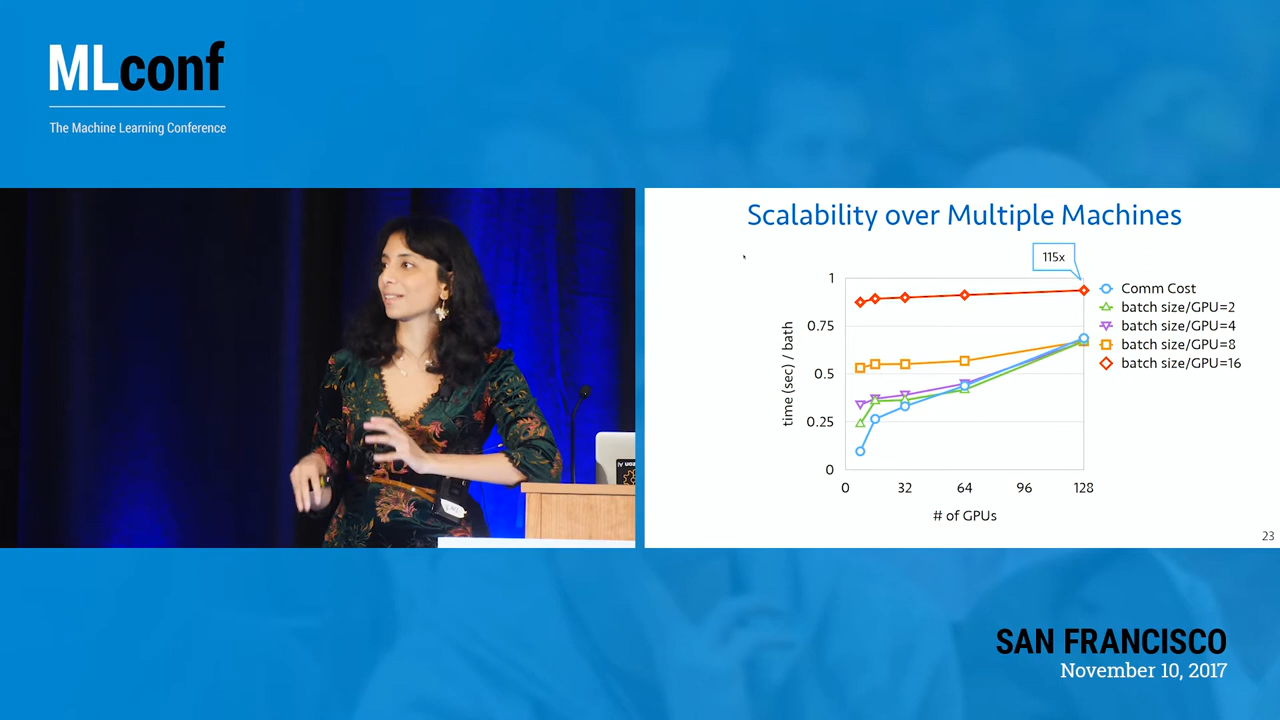 MLconf
The Machine Learning Conference
Scalability over Multiple Machines
115x
1
0.75
0.5
0.25
0
time (sec) / bath
0
32
64
96
128
# of GPUs
Comm Cost
batch size/GPU=2
batch size/GPU=4
batch size/GPU=8
batch size/GPU=16
23
SAN FRANCISCO
November 10, 2017